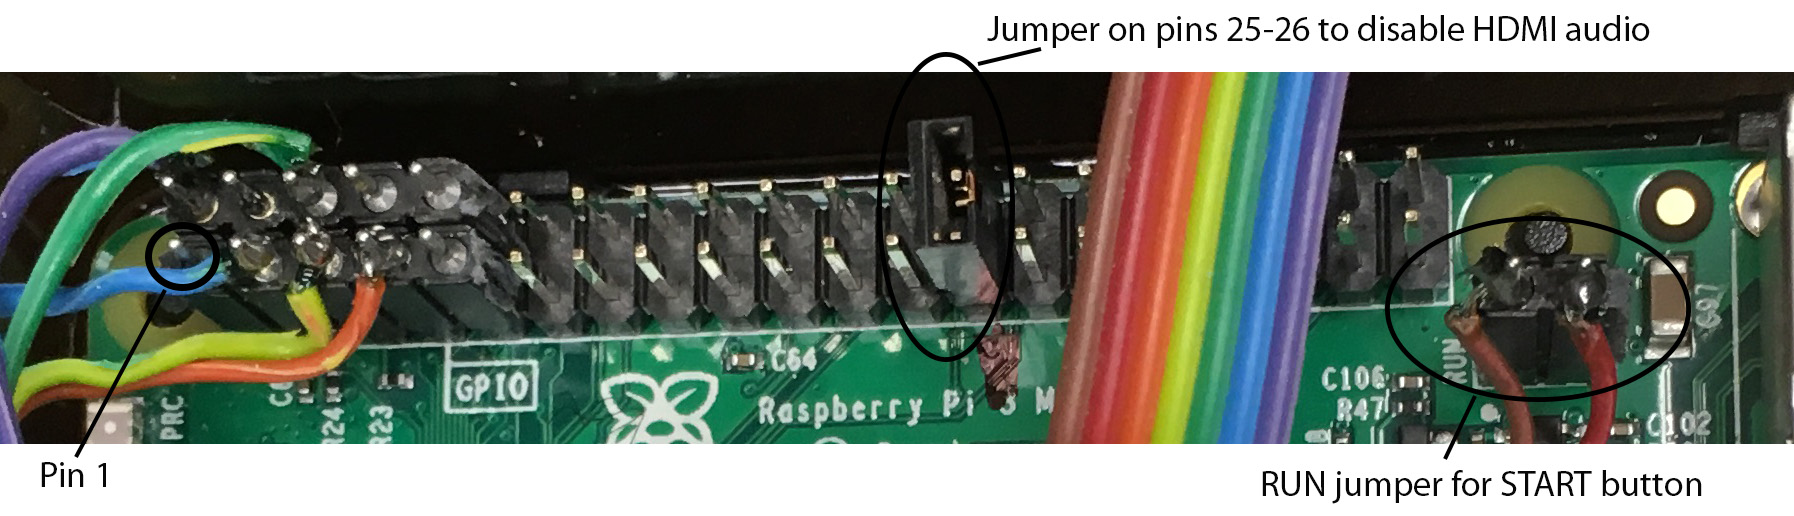 Jumper on pins 25-26 to disable HDMI audio
C64
GPIO
Raspberry Pi 3 M
PRC
R24
R23
RUN
C106
R47
C97
C102
Pin 1
RUN jumper for START button